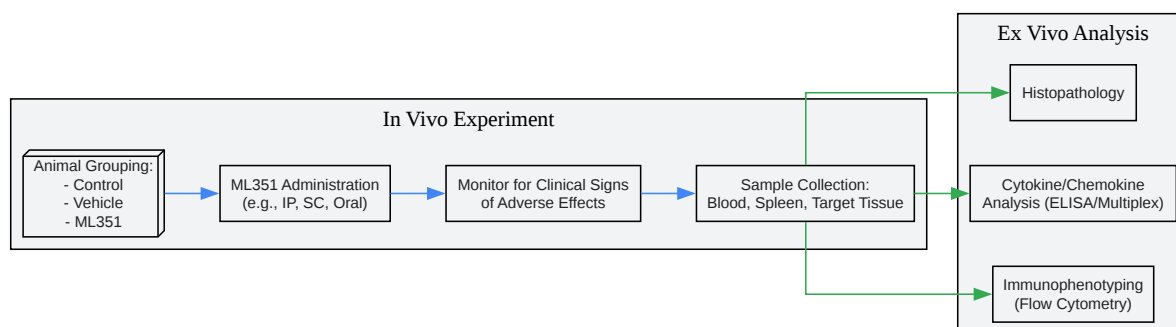 In Vivo Experiment
Animal Grouping:
- Control
- Vehicle
- ML351
ML351 Administration
(e.g., IP, SC, Oral)
Monitor for Clinical Signs
of Adverse Effects
Sample Collection:
Blood, Spleen, Target Tissue
Ex Vivo Analysis
Histopathology
Cytokine/Chemokine
Analysis (ELISA/Multiplex)
Immunophenotyping
(Flow Cytometry)